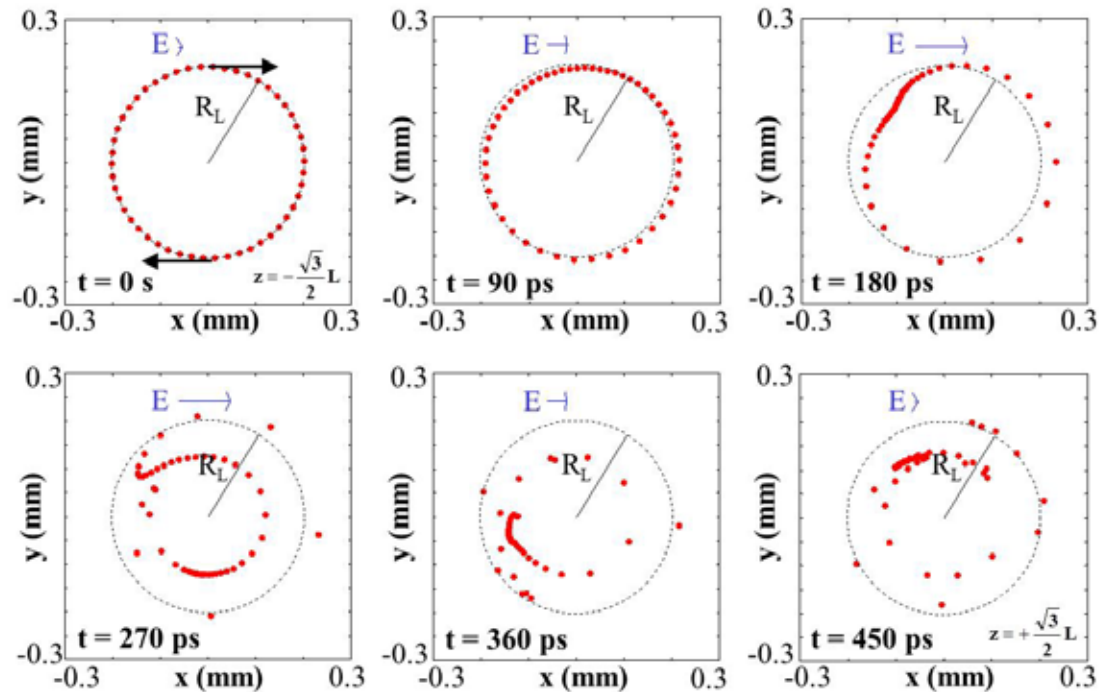 0.3
E
R_L
y (mm)
t = 0 s
z = -\frac{\sqrt{3}}{2}L
-0.3
-0.3
x (mm)
0.3
0.3
E
R_L
y (mm)
t = 90 ps
-0.3
-0.3
x (mm)
0.3
0.3
E
R_L
y (mm)
t = 180 ps
-0.3
-0.3
x (mm)
0.3
0.3
E
R_L
y (mm)
t = 270 ps
-0.3
-0.3
x (mm)
0.3
0.3
E
R_L
y (mm)
t = 360 ps
-0.3
-0.3
x (mm)
0.3
0.3
E
R_L
y (mm)
t = 450 ps
z = +\frac{\sqrt{3}}{2}L
-0.3
-0.3
x (mm)
0.3